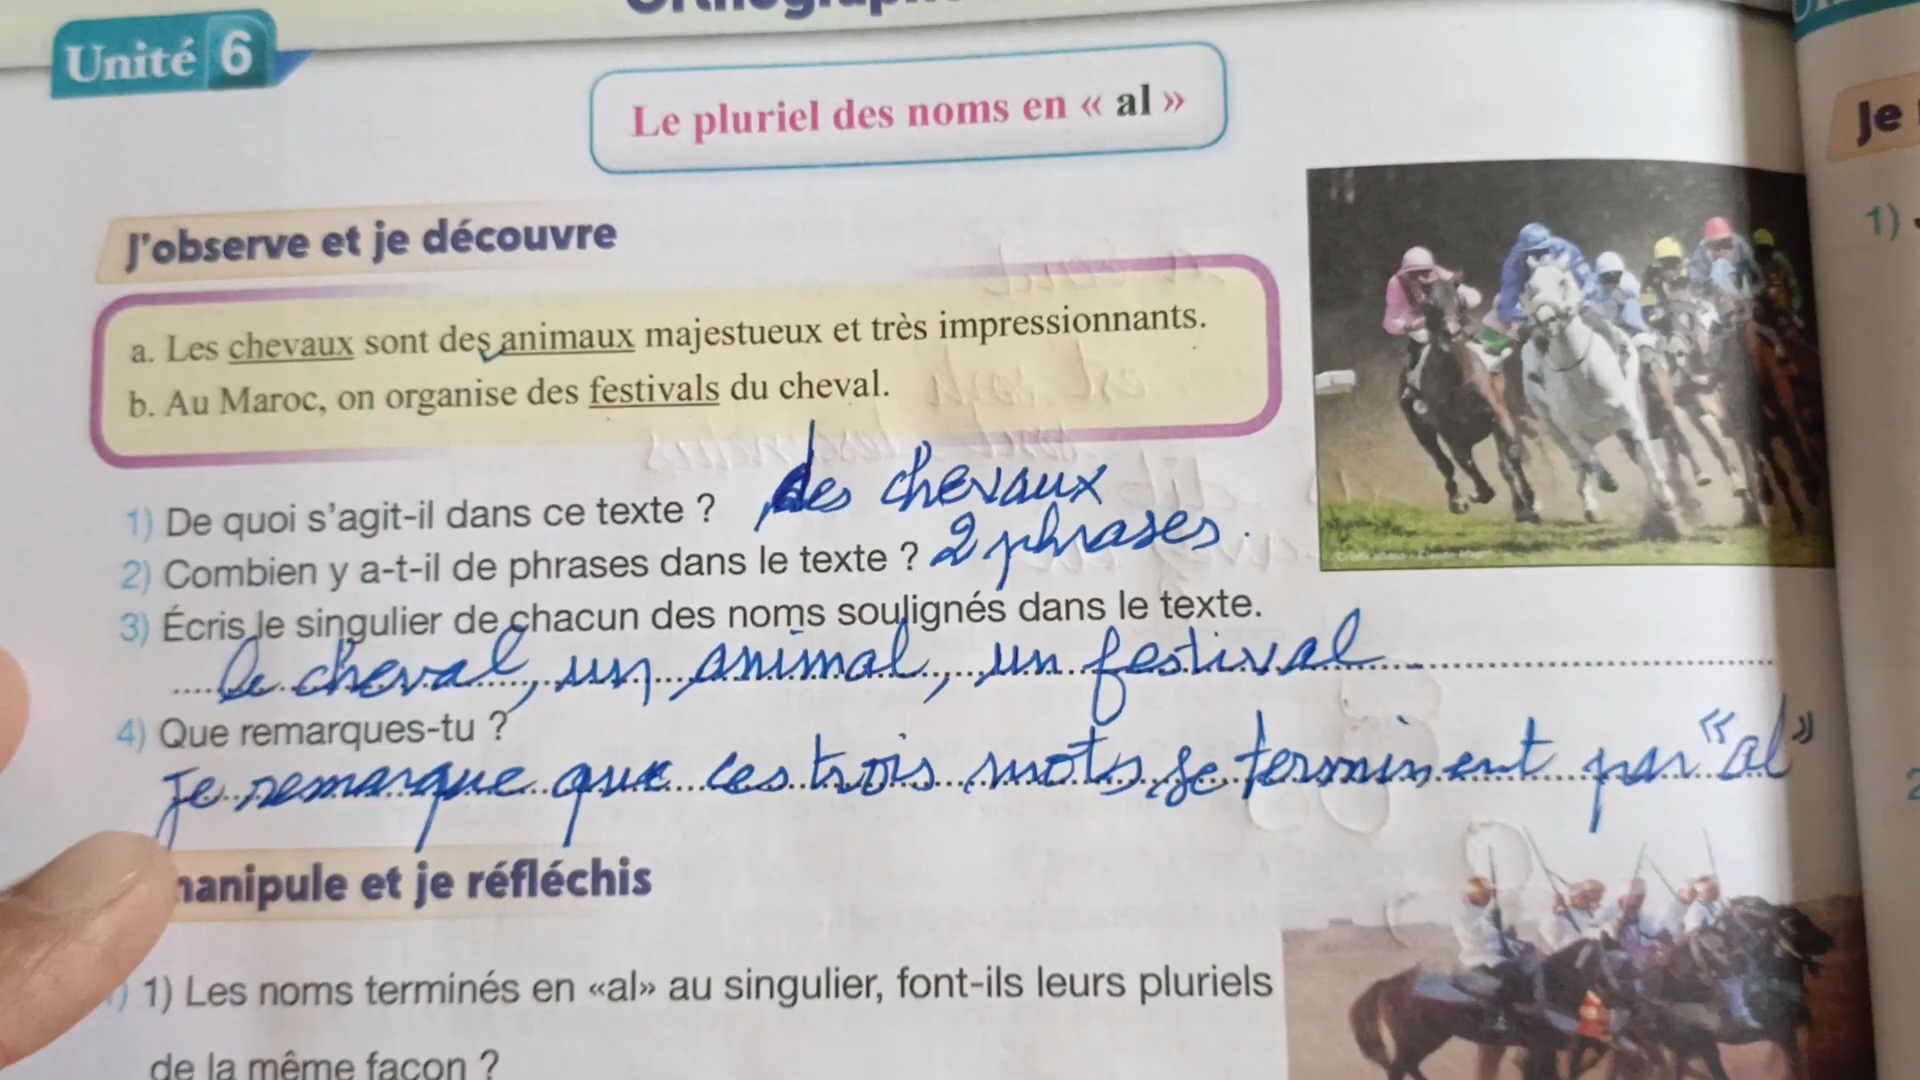 Unité 6
Le pluriel des noms en « al »
Je
J'observe et je découvre
1)
a. Les chevaux sont des animaux majestueux et très impressionnants.
b. Au Maroc, on organise des festivals du cheval.
1) De quoi s'agit-il dans ce texte ? des chevaux
2) Combien y a-t-il de phrases dans le texte ? 2 phrases.
3) Écris le singulier de chacun des noms soulignés dans le texte.
le cheval, un animal, un festival
4) Que remarques-tu ?
Je remarque que ces trois mots se terminent par "al"
manipule et je réfléchis
1) Les noms terminés en «al» au singulier, font-ils leurs pluriels
de la même façon ?